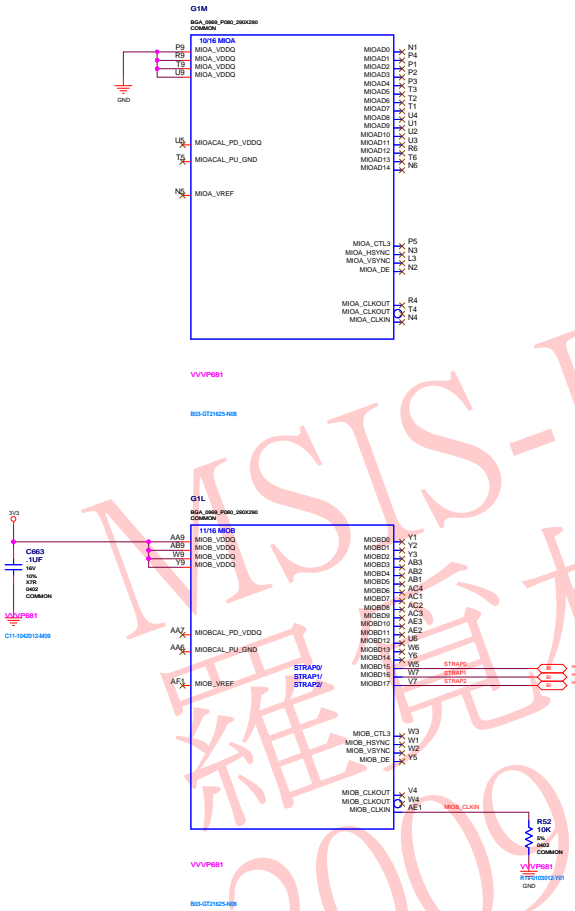 G1M
BGA_0969_P080_290X290
COMMON
10/16 MIOA
P9 MIOA_VDDQ
R9 MIOA_VDDQ
T9 MIOA_VDDQ
U9 MIOA_VDDQ
GND
U5 MIOACAL_PD_VDDQ
T5 MIOACAL_PU_GND
N5 MIOA_VREF
MIOAD0 N1
MIOAD1 P4
MIOAD2 P1
MIOAD3 P2
MIOAD4 P3
MIOAD5 T3
MIOAD6 T2
MIOAD7 T1
MIOAD8 U4
MIOAD9 U1
MIOAD10 U2
MIOAD11 U3
MIOAD12 R6
MIOAD13 T6
MIOAD14 N6
MIOA_CTL3 P5
MIOA_HSYNC N3
MIOA_VSYNC L3
MIOA_DE N2
MIOA_CLKOUT R4
MIOA_CLKOUT T4
MIOA_CLKIN N4
VVVP681
B03-GT21625-N08
G1L
BGA_0969_P080_290X290
COMMON
11/16 MIOB
3V3
C663
.1UF
16V
10%
X7R
0402
COMMON
VVVP681
C11-1042012-M09
AA9 MIOB_VDDQ
AB9 MIOB_VDDQ
W9 MIOB_VDDQ
Y9 MIOB_VDDQ
AA7 MIOBCAL_PD_VDDQ
AA6 MIOBCAL_PU_GND
AF1 MIOB_VREF
MIOBD0 Y1
MIOBD1 Y2
MIOBD2 Y3
MIOBD3 AB3
MIOBD4 AB2
MIOBD5 AB1
MIOBD6 AC4
MIOBD7 AC1
MIOBD8 AC2
MIOBD9 AC3
MIOBD10 AE3
MIOBD11 AE2
MIOBD12 U6
MIOBD13 W6
MIOBD14 Y6
STRAP0/ MIOBD15 W5 STRAP0 BI
STRAP1/ MIOBD16 W7 STRAP1 BI
STRAP2/ MIOBD17 V7 STRAP2 BI
MIOB_CTL3 W3
MIOB_HSYNC W1
MIOB_VSYNC W2
MIOB_DE Y5
MIOB_CLKOUT V4
MIOB_CLKOUT W4
MIOB_CLKIN AE1 MIOB_CLKIN
R52
10K
5%
0402
COMMON
VVVP681
R11-0103012-Y01
GND
VVVP681
B03-GT21625-N08
MSIS-
羅亮
2009